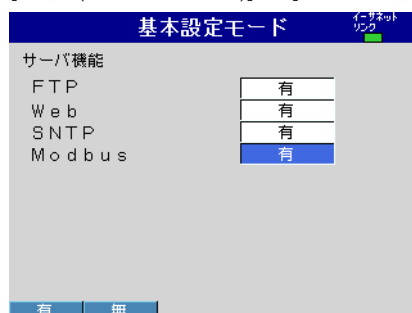 基本設定モード
イーサネット
リンク
サーバ機能
FTP 有
Web 有
SNTP 有
Modbus 有
有 無